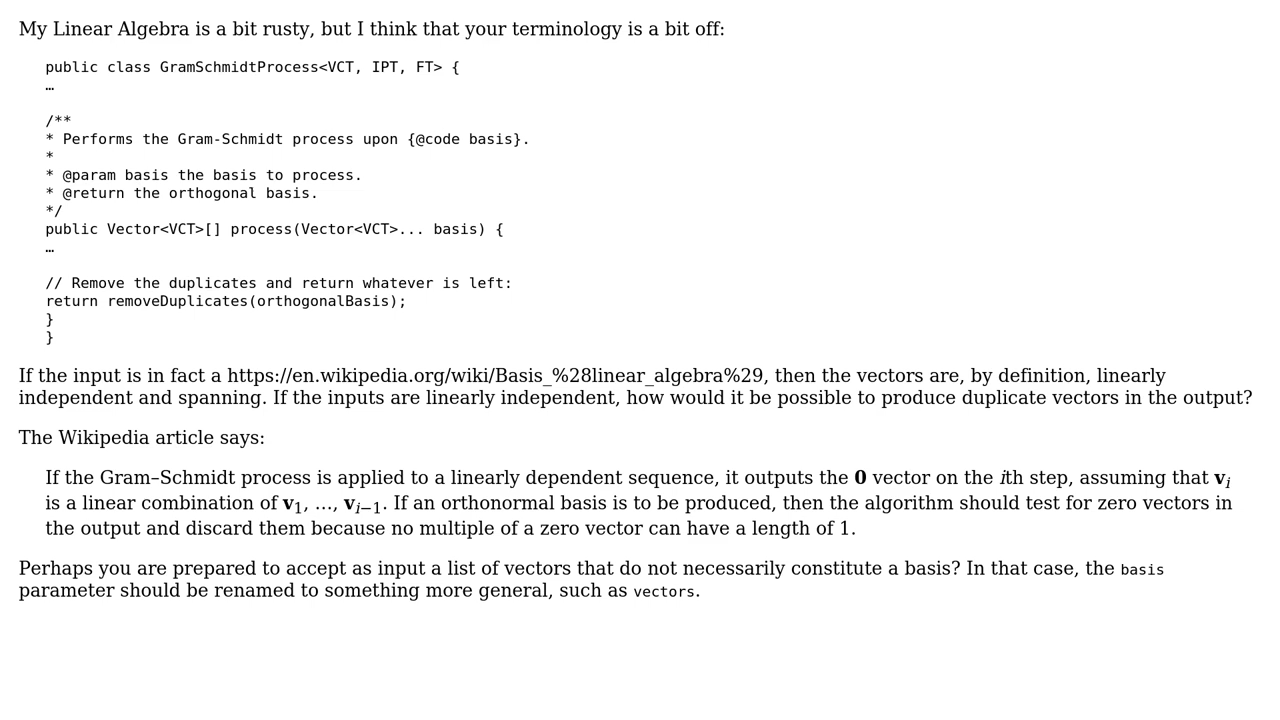 My Linear Algebra is a bit rusty, but I think that your terminology is a bit off:
public class GramSchmidtProcess<VCT, IPT, FT> {
…
/**
* Performs the Gram-Schmidt process upon {@code basis}.
*
* @param basis the basis to process.
* @return the orthogonal basis.
*/
public Vector<VCT>[] process(Vector<VCT>... basis) {
…
// Remove the duplicates and return whatever is left:
return removeDuplicates(orthogonalBasis);
}
}
If the input is in fact a https://en.wikipedia.org/wiki/Basis_%28linear_algebra%29, then the vectors are, by definition, linearly
independent and spanning. If the inputs are linearly independent, how would it be possible to produce duplicate vectors in the output?
The Wikipedia article says:
If the Gram–Schmidt process is applied to a linearly dependent sequence, it outputs the 0 vector on the ith step, assuming that vi
is a linear combination of v1, …, vi−1. If an orthonormal basis is to be produced, then the algorithm should test for zero vectors in
the output and discard them because no multiple of a zero vector can have a length of 1.
Perhaps you are prepared to accept as input a list of vectors that do not necessarily constitute a basis? In that case, the basis
parameter should be renamed to something more general, such as vectors.